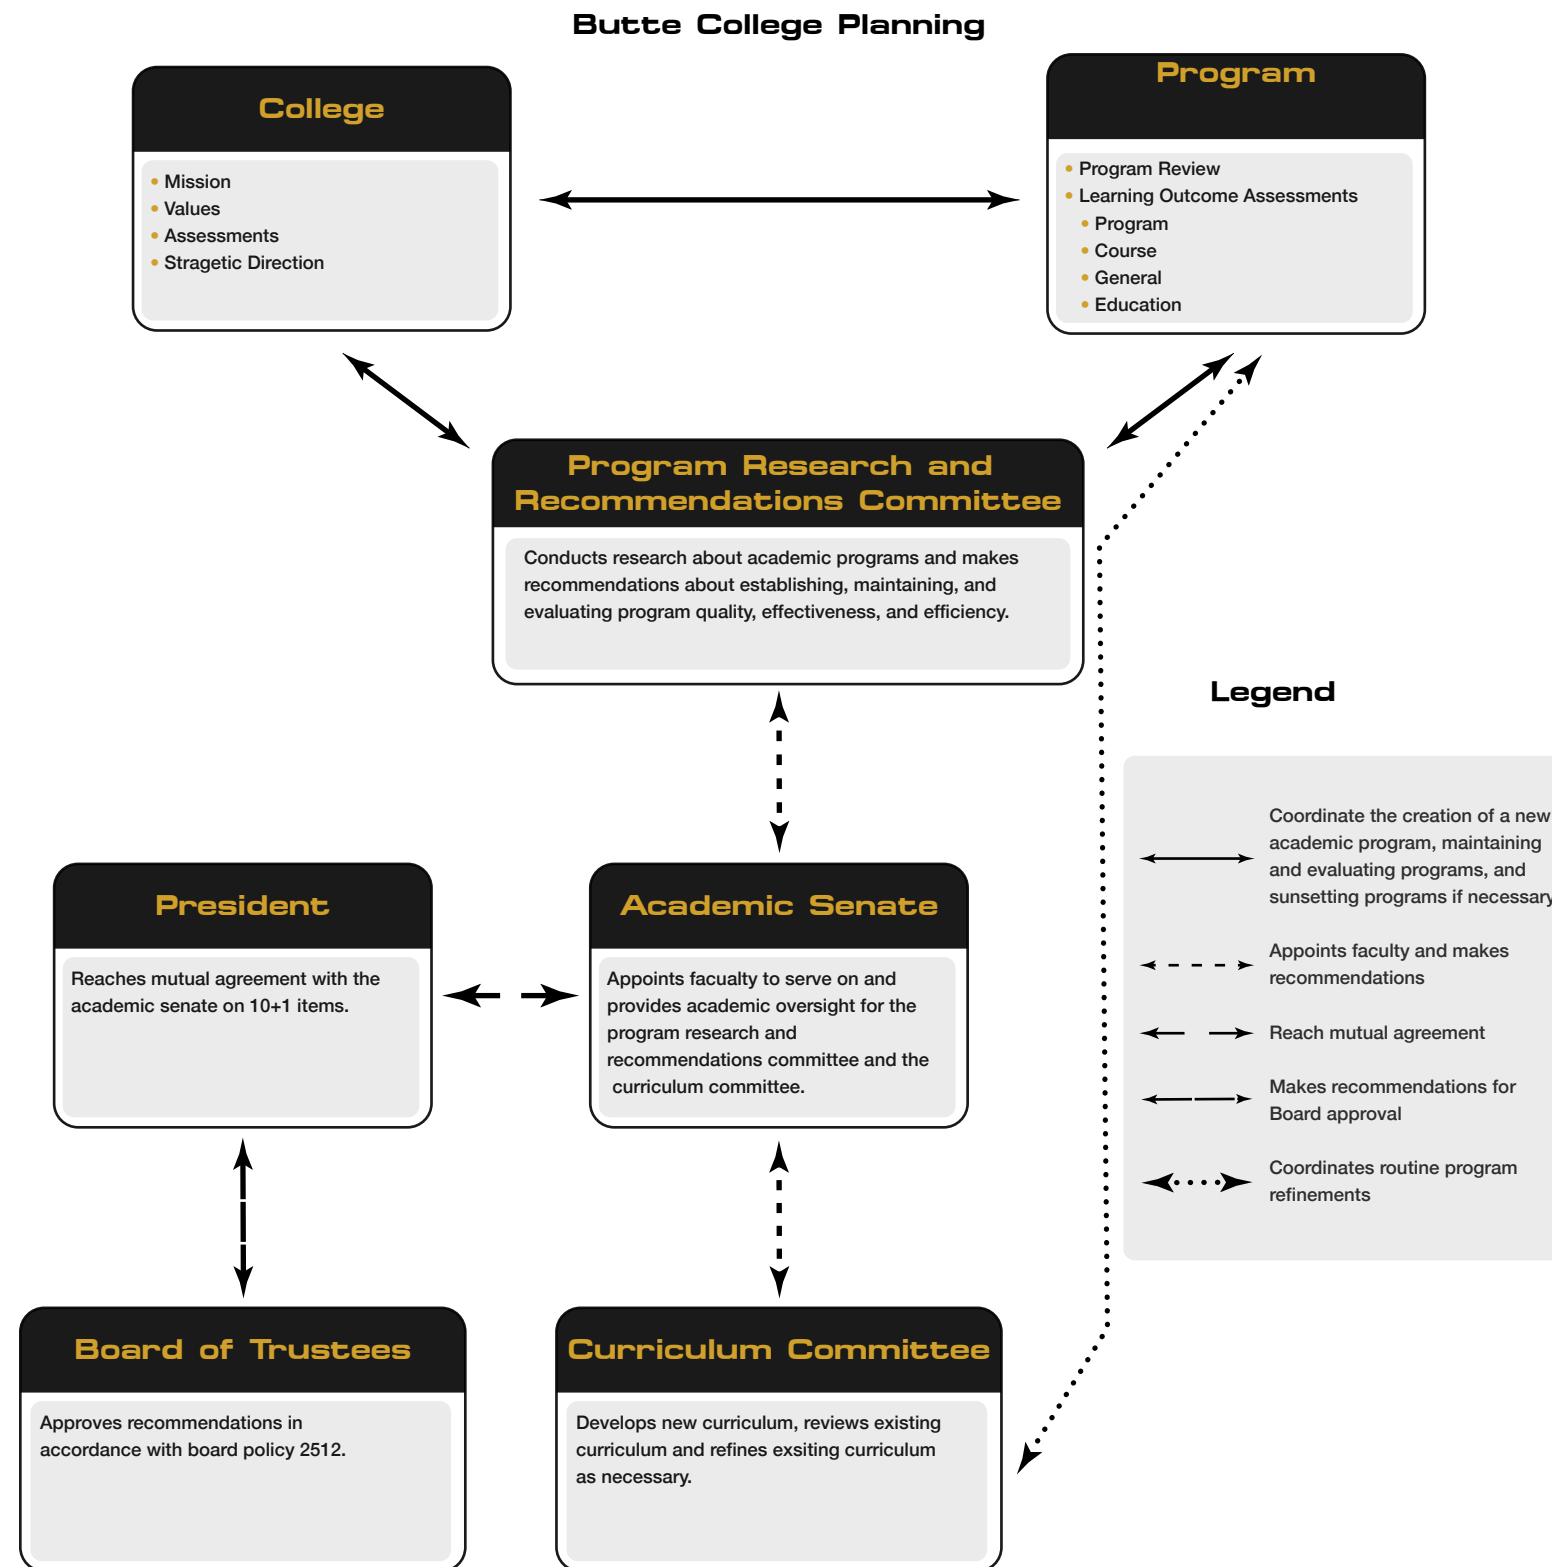 Butte College Planning
College
• Mission
• Values
• Assessments
• Stragetic Direction
Program
• Program Review
• Learning Outcome Assessments
• Program
• Course
• General
• Education
Program Research and
Recommendations Committee
Conducts research about academic programs and makes
recommendations about establishing, maintaining, and
evaluating program quality, effectiveness, and efficiency.
Legend
Coordinate the creation of a new
academic program, maintaining
and evaluating programs, and
sunsetting programs if necessary
Appoints faculty and makes
recommendations
Reach mutual agreement
Makes recommendations for
Board approval
Coordinates routine program
refinements
President
Reaches mutual agreement with the
academic senate on 10+1 items.
Academic Senate
Appoints facualty to serve on and
provides academic oversight for the
program research and
recommendations committee and the
curriculum committee.
Board of Trustees
Approves recommendations in
accordance with board policy 2512.
Curriculum Committee
Develops new curriculum, reviews existing
curriculum and refines exsiting curriculum
as necessary.